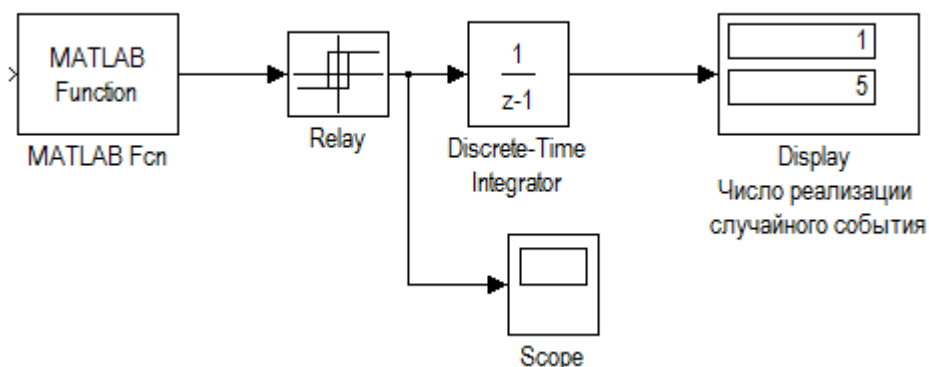 MATLAB
Function
MATLAB Fcn
Relay
1
z-1
Discrete-Time
Integrator
1
5
Display
Число реализации
случайного события
Scope